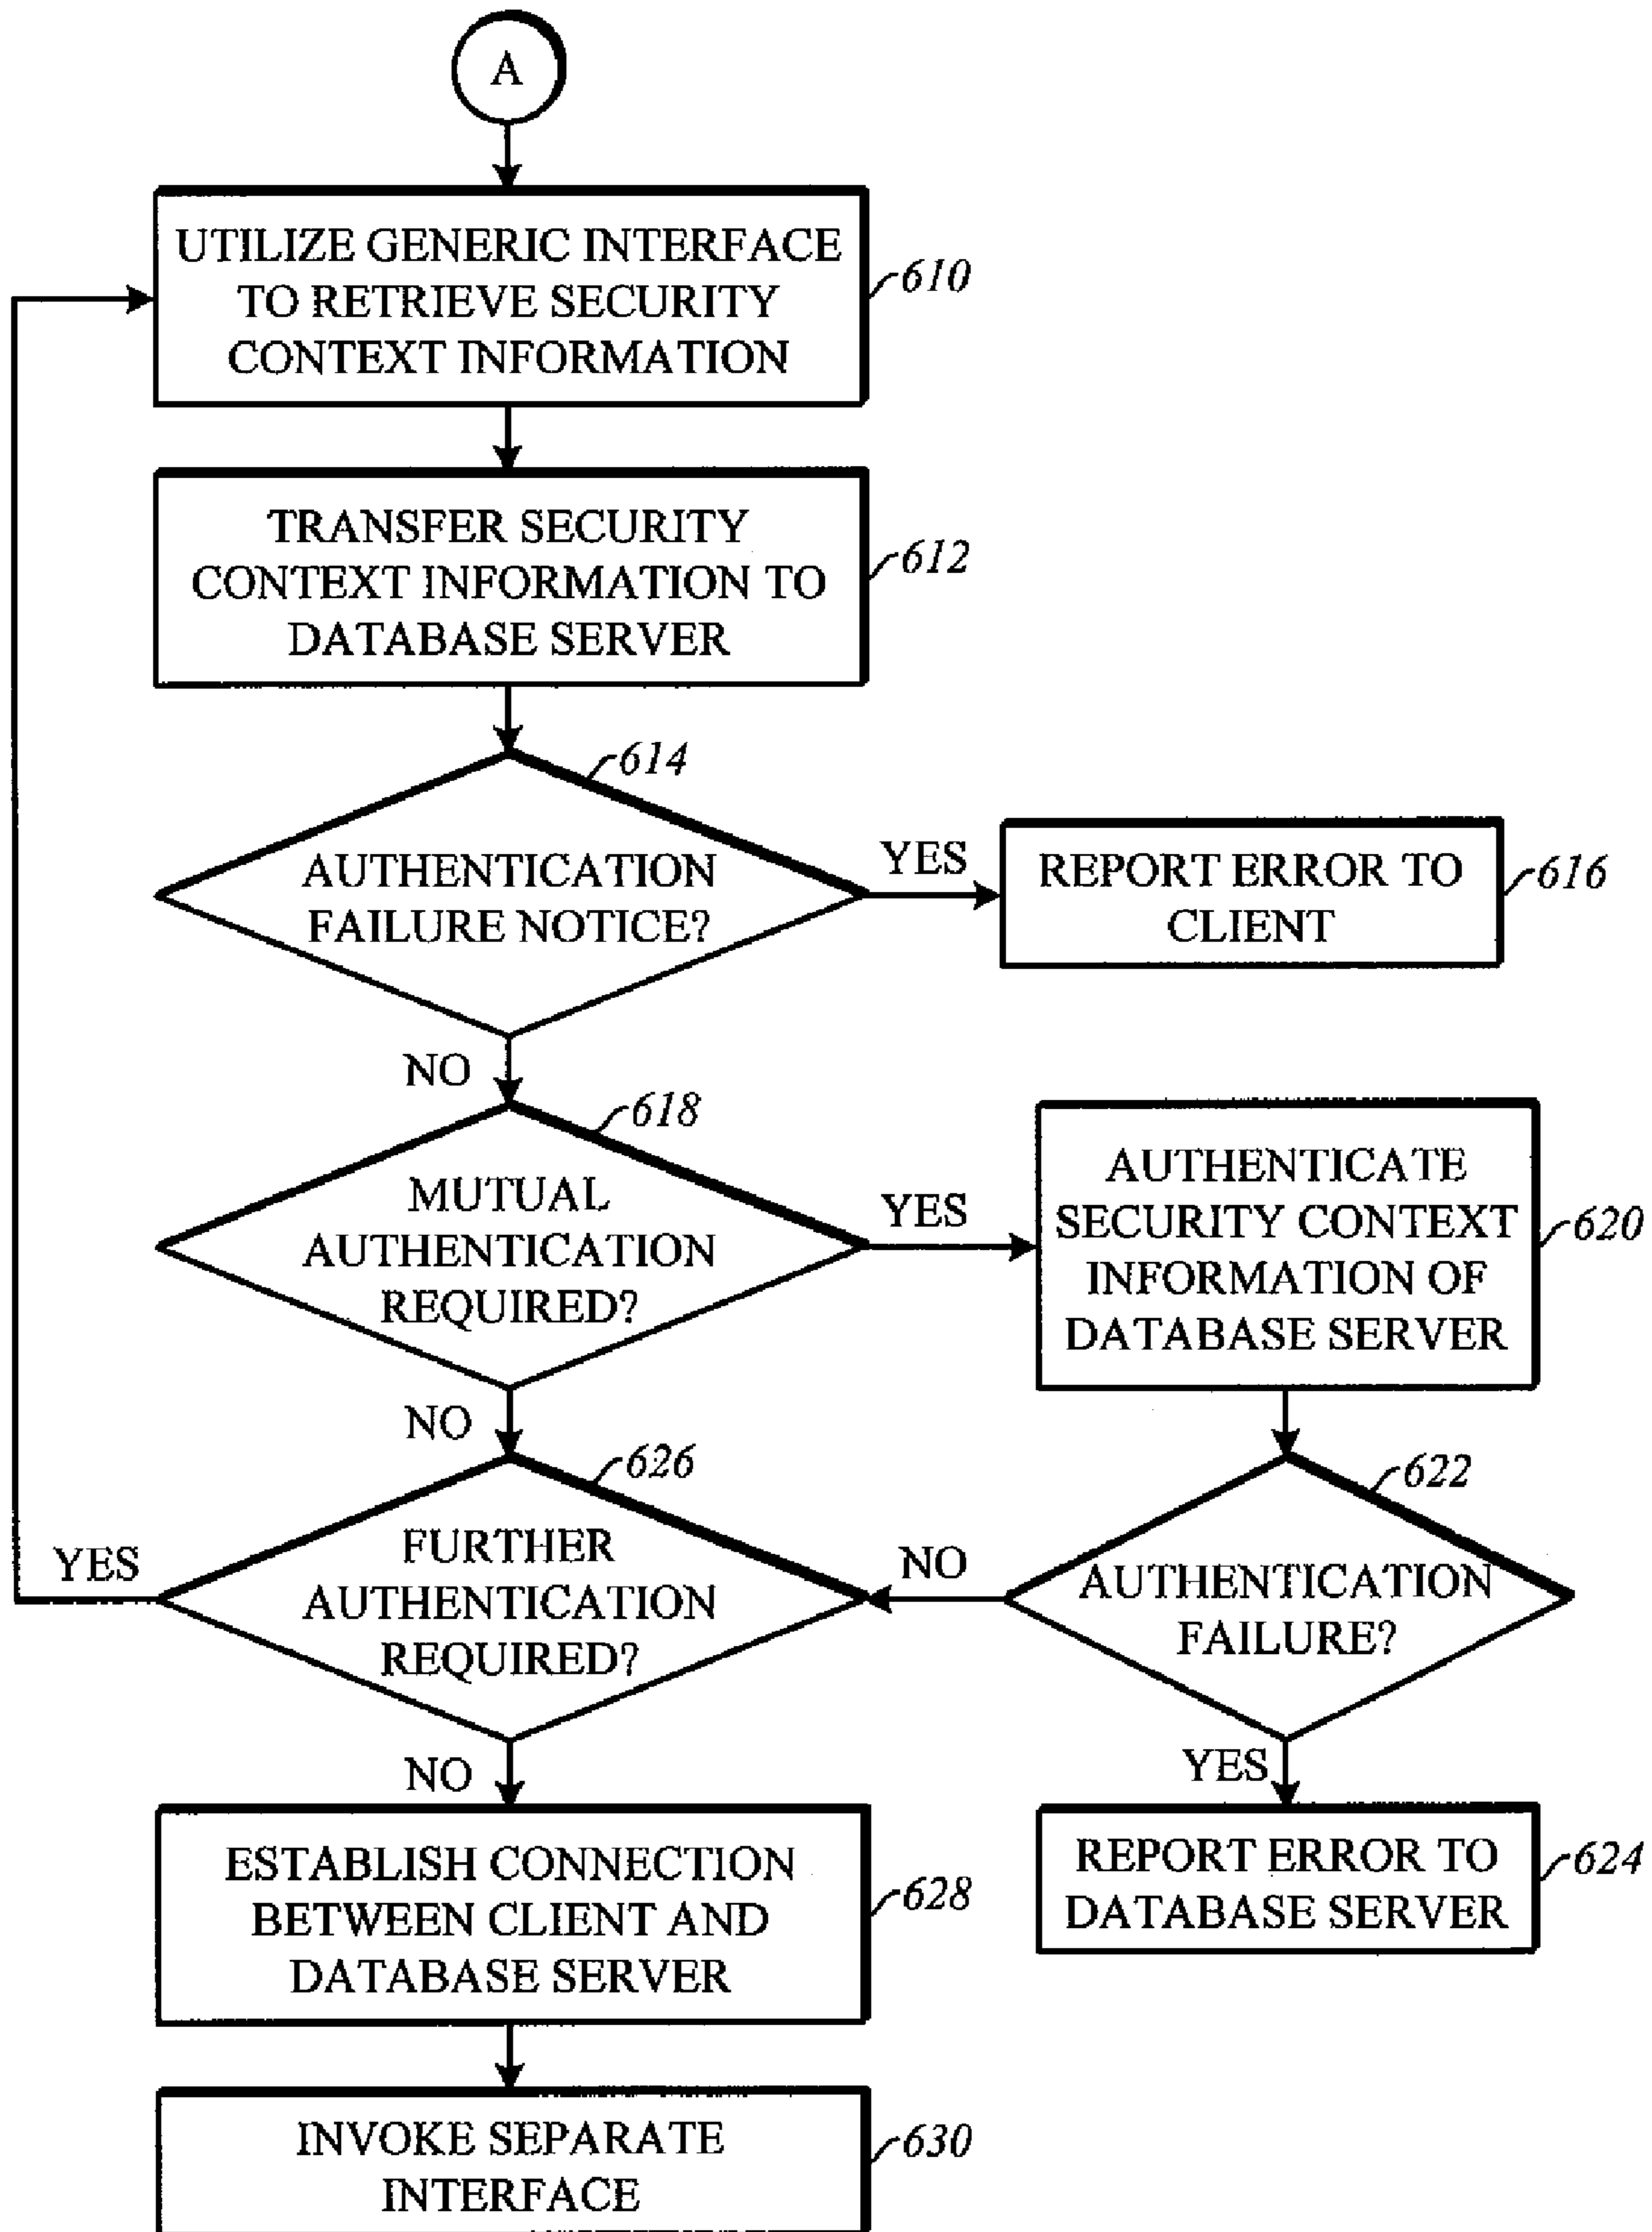 A
UTILIZE GENERIC INTERFACE
TO RETRIEVE SECURITY
CONTEXT INFORMATION
610
TRANSFER SECURITY
CONTEXT INFORMATION TO
DATABASE SERVER
612
614
AUTHENTICATION
FAILURE NOTICE?
YES
REPORT ERROR TO
CLIENT
616
NO
618
MUTUAL
AUTHENTICATION
REQUIRED?
YES
AUTHENTICATE
SECURITY CONTEXT
INFORMATION OF
DATABASE SERVER
620
NO
626
FURTHER
AUTHENTICATION
REQUIRED?
YES
NO
622
AUTHENTICATION
FAILURE?
NO
YES
ESTABLISH CONNECTION
BETWEEN CLIENT AND
DATABASE SERVER
628
REPORT ERROR TO
DATABASE SERVER
624
INVOKE SEPARATE
INTERFACE
630